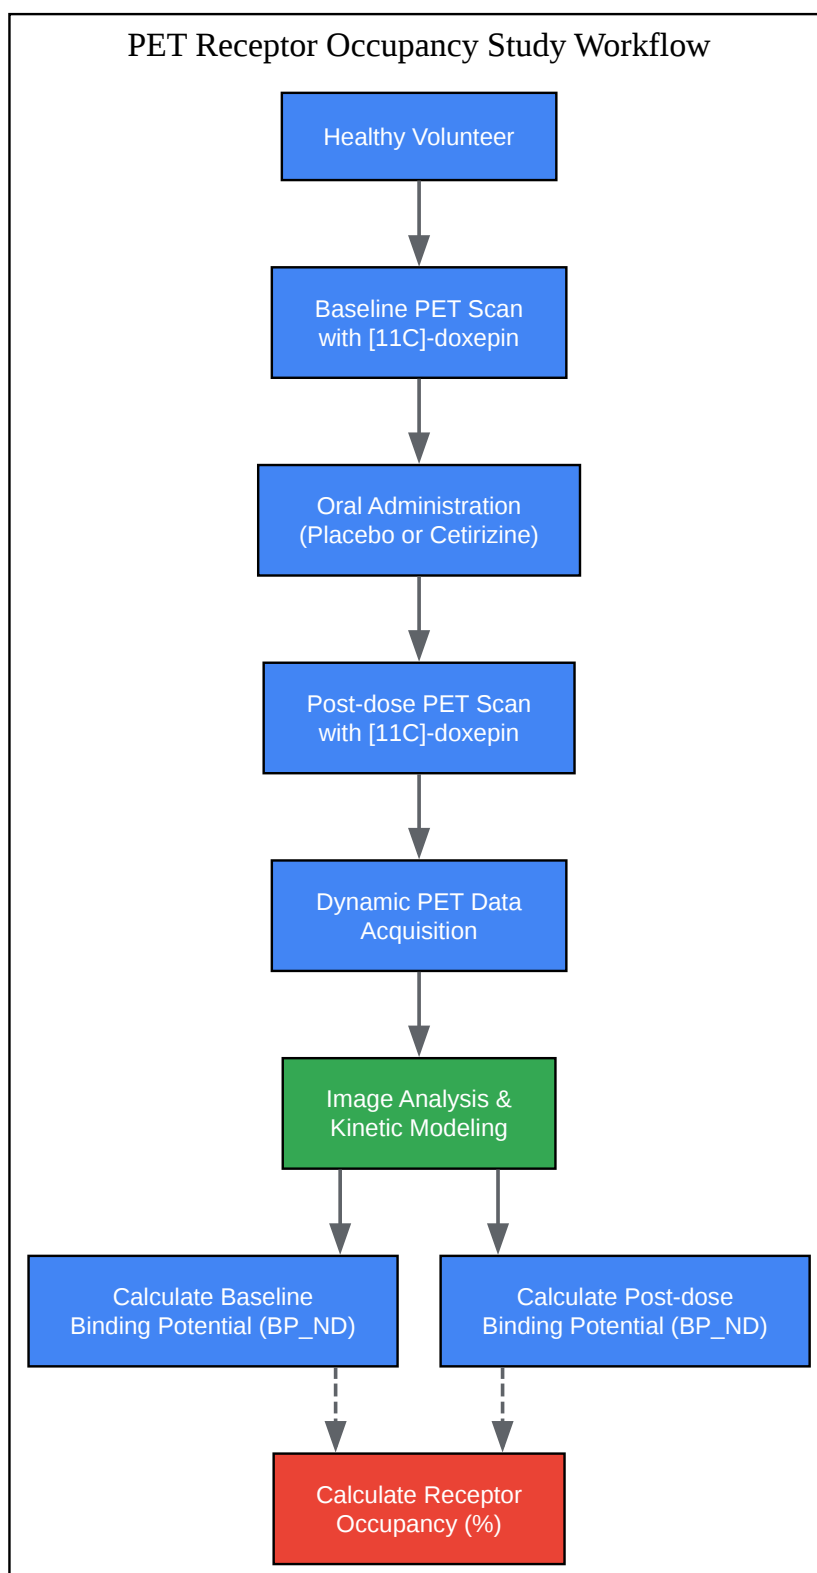 PET Receptor Occupancy Study Workflow
Healthy Volunteer
Baseline PET Scan
with [11C]-doxepin
Oral Administration
(Placebo or Cetirizine)
Post-dose PET Scan
with [11C]-doxepin
Dynamic PET Data
Acquisition
Image Analysis &
Kinetic Modeling
Calculate Baseline
Binding Potential (BP_ND)
Calculate Post-dose
Binding Potential (BP_ND)
Calculate Receptor
Occupancy (%)